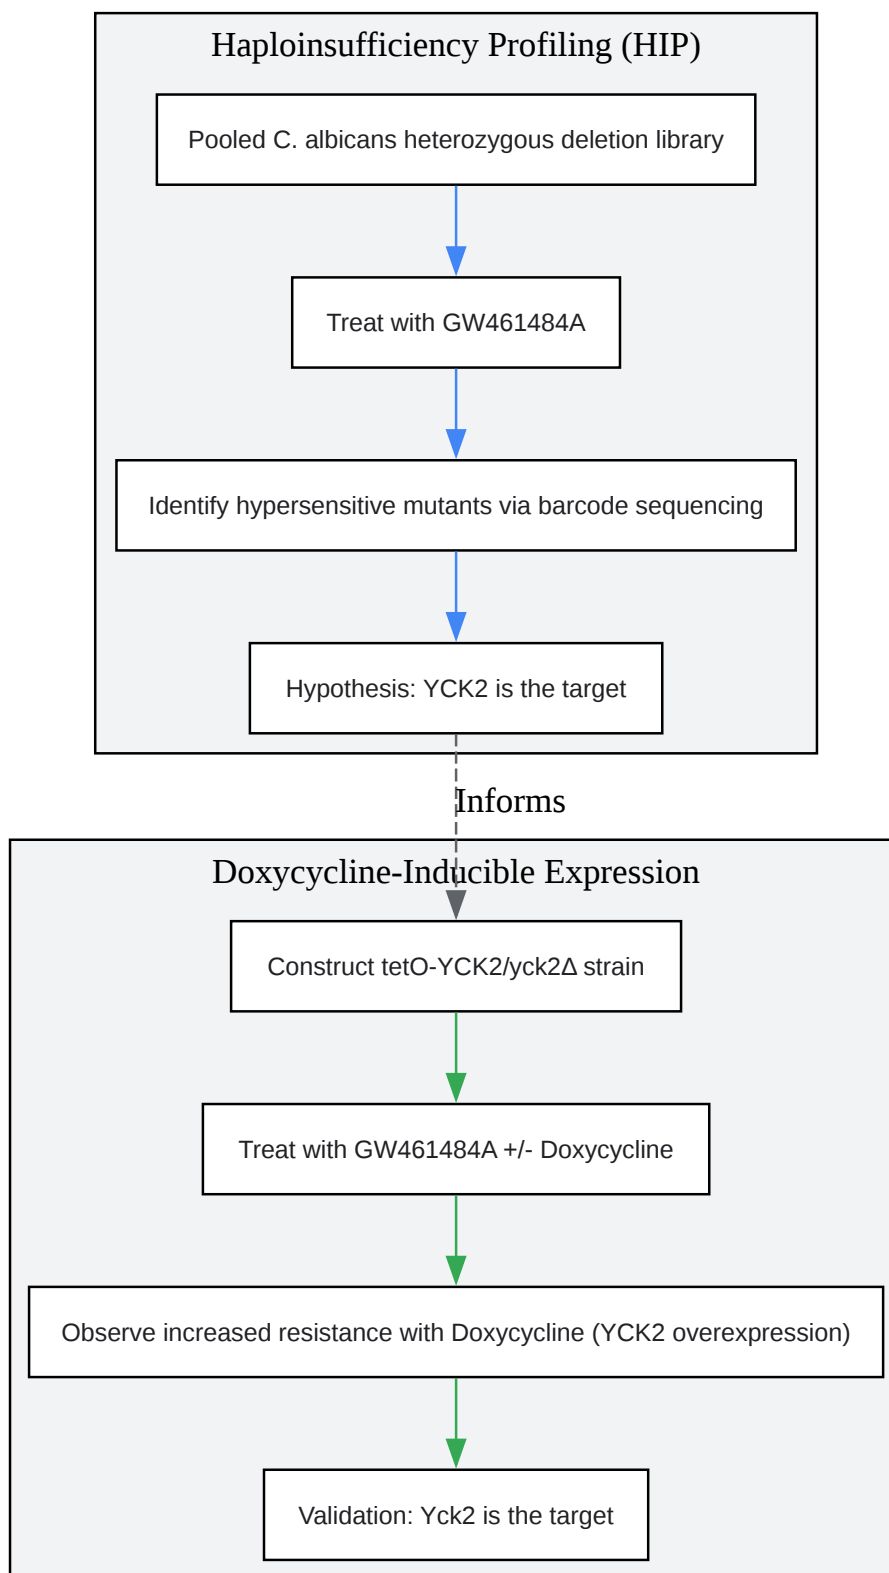 Haploinsufficiency Profiling (HIP)
Pooled C. albicans heterozygous deletion library
Treat with GW461484A
Identify hypersensitive mutants via barcode sequencing
Hypothesis: YCK2 is the target
Informs
Doxycycline-Inducible Expression
Construct tetO-YCK2/yck2Δ strain
Treat with GW461484A +/- Doxycycline
Observe increased resistance with Doxycycline (YCK2 overexpression)
Validation: Yck2 is the target